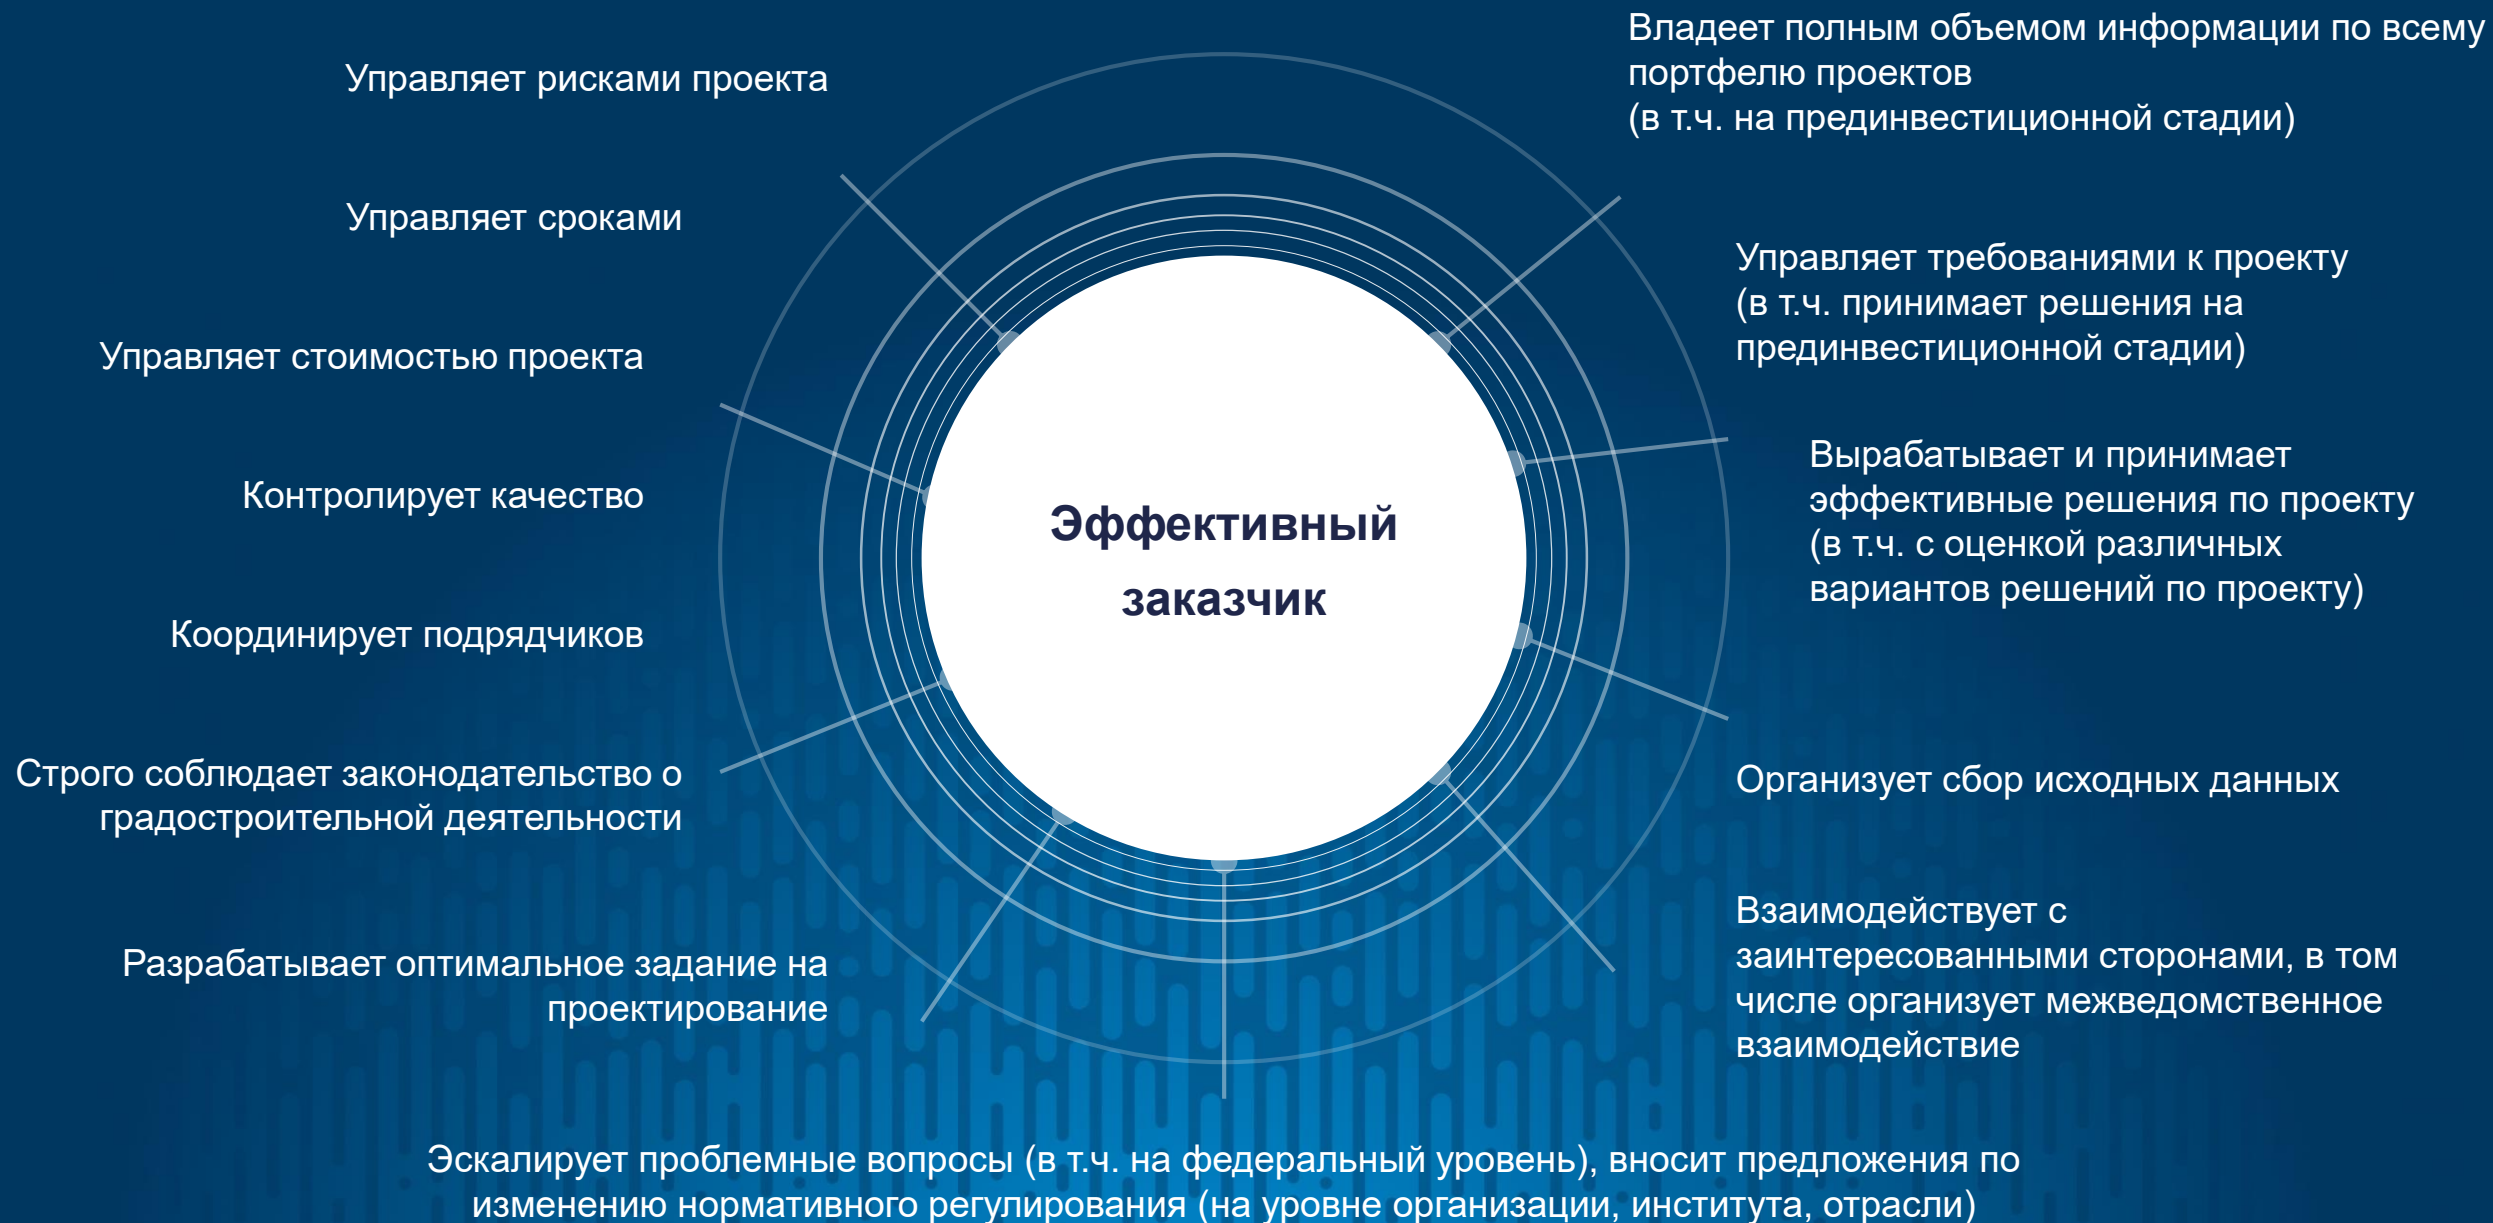 Управляет рисками проекта
Управляет сроками
Управляет стоимостью проекта
Контролирует качество
Координирует подрядчиков
Строго соблюдает законодательство о
градостроительной деятельности
Разрабатывает оптимальное задание на
проектирование
Эффективный
заказчик
Владеет полным объемом информации по всему
портфелю проектов
(в т.ч. на прединвестиционной стадии)
Управляет требованиями к проекту
(в т.ч. принимает решения на
прединвестиционной стадии)
Вырабатывает и принимает
эффективные решения по проекту
(в т.ч. с оценкой различных
вариантов решений по проекту)
Организует сбор исходных данных
Взаимодействует с
заинтересованными сторонами, в том
числе организует межведомственное
взаимодействие
Эскалирует проблемные вопросы (в т.ч. на федеральный уровень), вносит предложения по
изменению нормативного регулирования (на уровне организации, института, отрасли)